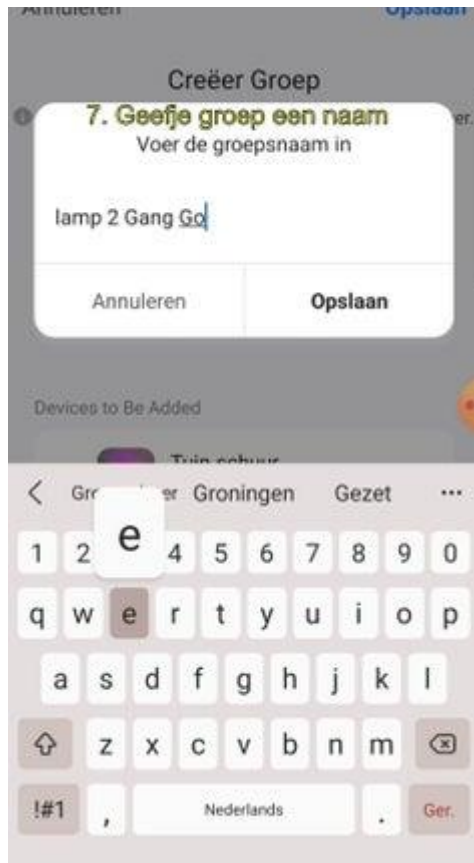 Annuleren Opslaan
Creëer Groep
7. Geefje groep een naam
er.
Voer de groepsnaam in
lamp 2 Gang Go
Annuleren Opslaan
Devices to Be Added
Tuin schuur
er Groningen Gezet ...
e
1 2 4 5 6 7 8 9 0
q w e r t y u i o p
a s d f g h j k l
z x c v b n m
!#1 , Nederlands . Ger.